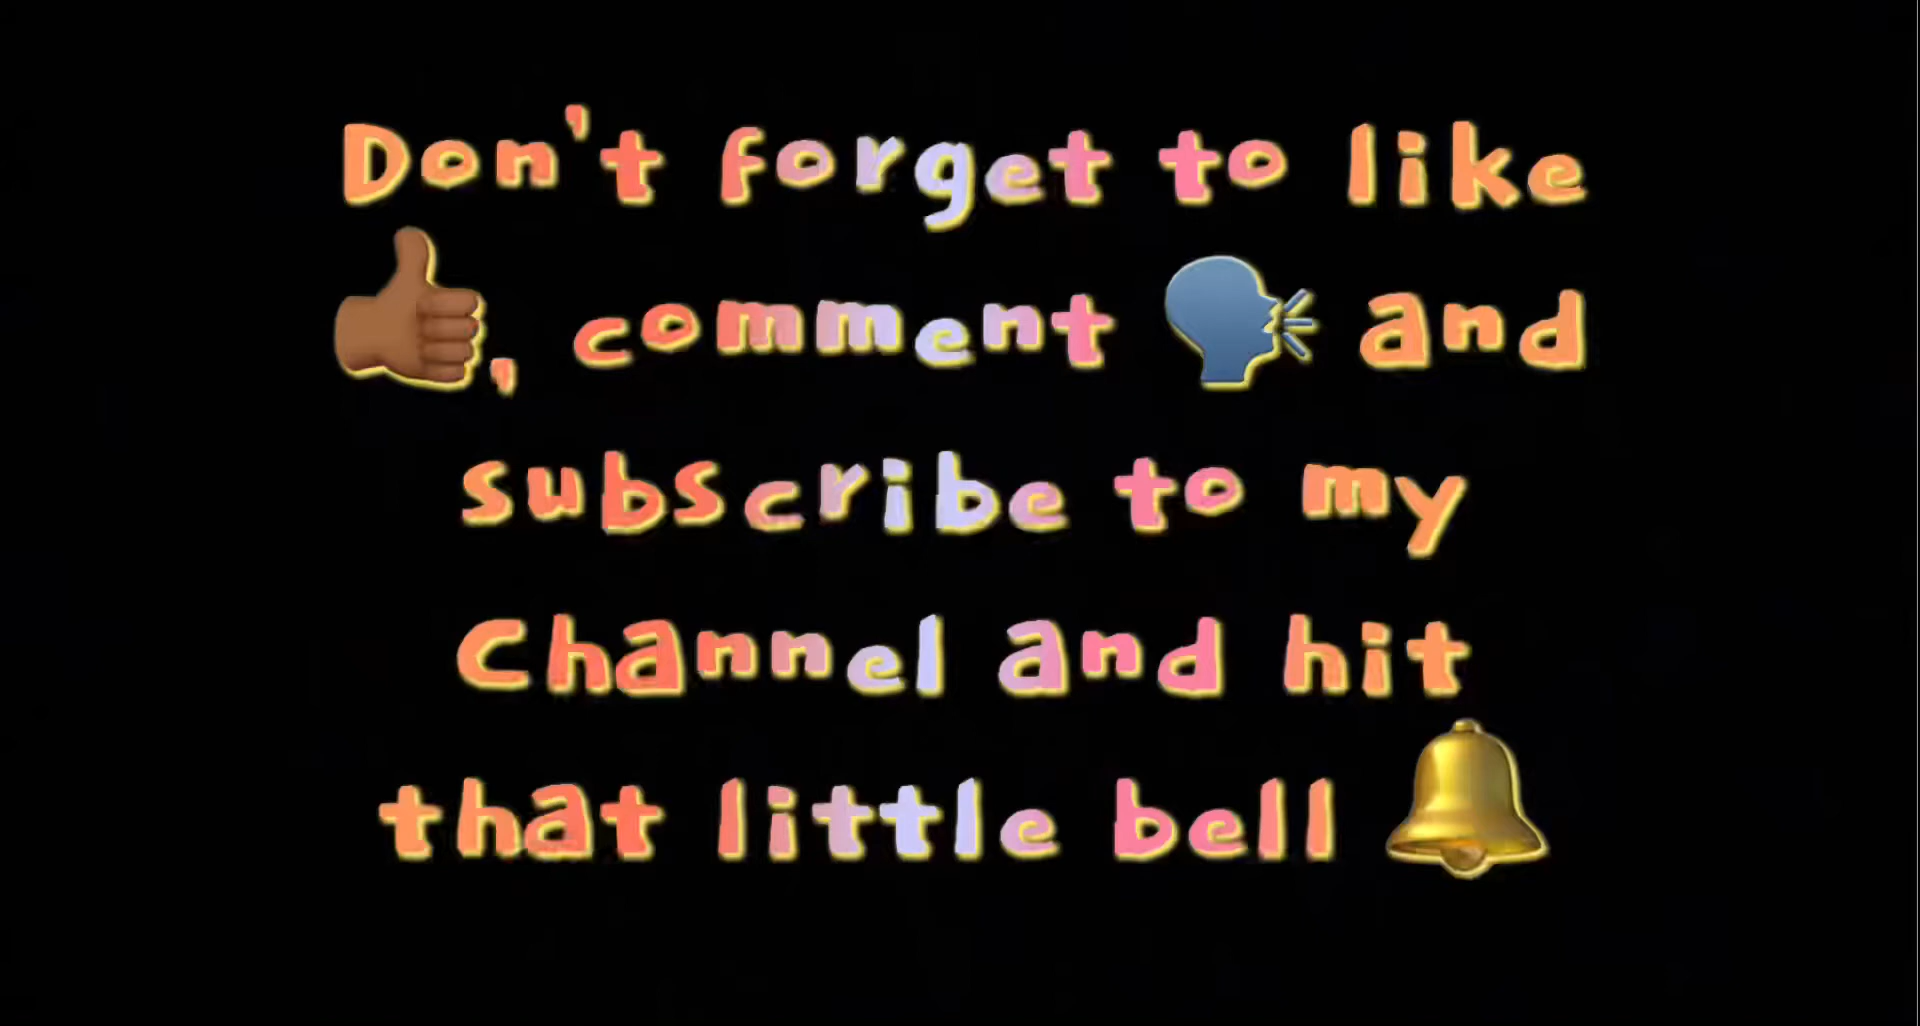 Don't forget to like
👍🏾, comment 🗣️ and
subscribe to my
Channel and hit
that little bell 🔔